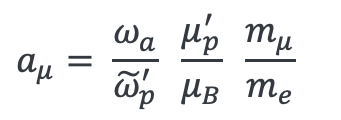 a_μ = ω_a / ω̃′_p μ′_p / μ_B m_μ / m_e